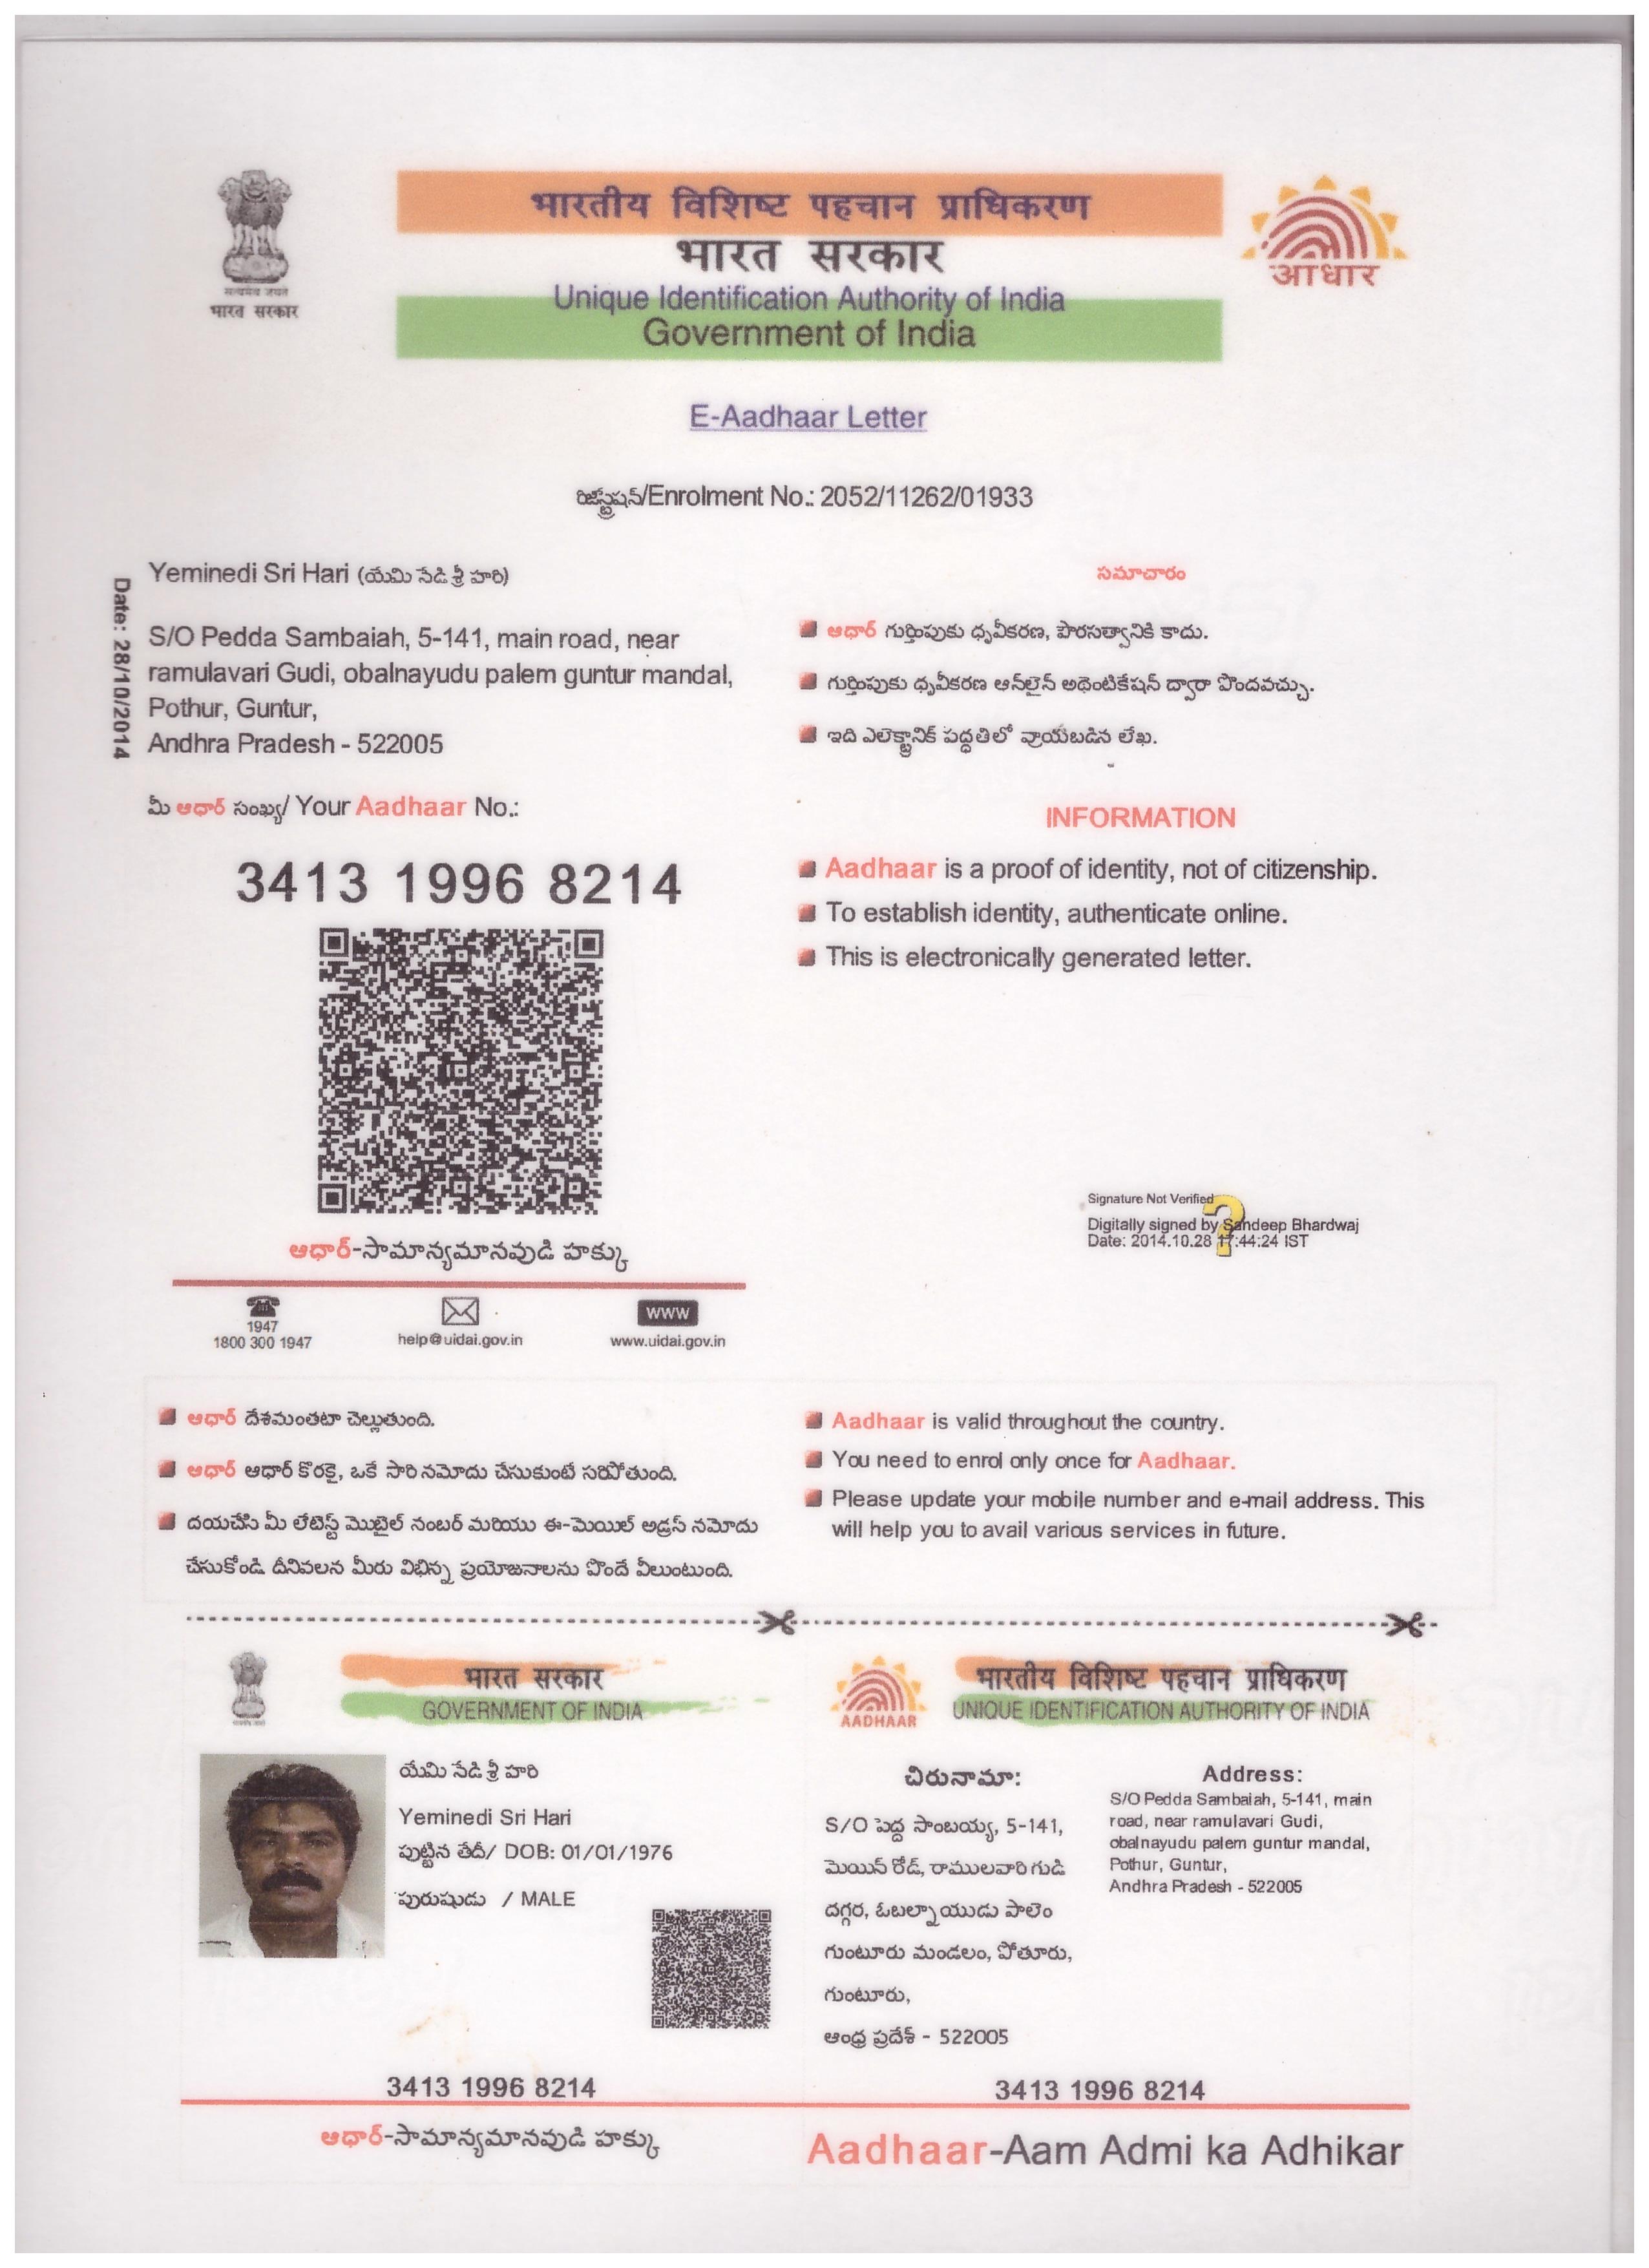 भारतीय विशिष्ट पहचान प्राधिकरण
भारत सरकार
Unique Identification Authority of India
Government of India
सत्यमेव जयते
भारत सरकार
आधार
E-Aadhaar Letter
రిజిస్ట్రేషన్/Enrolment No.: 2052/11262/01933
Date: 28/10/2014
Yeminedi Sri Hari (యేమి నేడి శ్రీ హరి)
S/O Pedda Sambaiah, 5-141, main road, near
ramulavari Gudi, obalnayudu palem guntur mandal,
Pothur, Guntur,
Andhra Pradesh - 522005
మీ ఆధార్ సంఖ్య/ Your Aadhaar No.:
3413 1996 8214
ఆధార్-సామాన్యమానవుడి హక్కు
1947
1800 300 1947
help@uidai.gov.in
www
www.uidai.gov.in
సమాచారం
ఆధార్ గుర్తింపుకు ధృవీకరణ, పౌరసత్వానికి కాదు.
గుర్తింపుకు ధృవీకరణ ఆన్‌లైన్ అథెంటికేషన్ ద్వారా పొందవచ్చు.
ఇది ఎలెక్ట్రానిక్ పద్ధతిలో వ్రాయబడిన లేఖ.
INFORMATION
Aadhaar is a proof of identity, not of citizenship.
To establish identity, authenticate online.
This is electronically generated letter.
Signature Not Verified
Digitally signed by Sandeep Bhardwaj
Date: 2014.10.28 17:44:24 IST
ఆధార్ దేశమంతటా చెల్లుతుంది.
ఆధార్ ఆధార్ కొరకై, ఒకే సారి నమోదు చేసుకుంటే సరిపోతుంది.
దయచేసి మీ లేటెస్ట్ మొబైల్ నంబర్ మరియు ఈ-మెయిల్ అడ్రస్ నమోదు
చేసుకోండి. దీనివలన మీరు విభిన్న ప్రయోజనాలను పొందే వీలుంటుంది.
Aadhaar is valid throughout the country.
You need to enrol only once for Aadhaar.
Please update your mobile number and e-mail address. This
will help you to avail various services in future.
भारत सरकार
GOVERNMENT OF INDIA
యేమి నేడి శ్రీ హరి
Yeminedi Sri Hari
పుట్టిన తేదీ/ DOB: 01/01/1976
పురుషుడు / MALE
3413 1996 8214
ఆధార్-సామాన్యమానవుడి హక్కు
AADHAAR
भारतीय विशिष्ट पहचान प्राधिकरण
UNIQUE IDENTIFICATION AUTHORITY OF INDIA
చిరునామా:
S/O పెద్ద సాంబయ్య, 5-141,
మెయిన్ రోడ్, రాములవారి గుడి
దగ్గర, ఓబల్నాయుడు పాలెం
గుంటూరు మండలం, పోతూరు,
గుంటూరు,
ఆంధ్ర ప్రదేశ్ - 522005
Address:
S/O Pedda Sambaiah, 5-141, main
road, near ramulavari Gudi,
obalnayudu palem guntur mandal,
Pothur, Guntur,
Andhra Pradesh - 522005
3413 1996 8214
Aadhaar-Aam Admi ka Adhikar